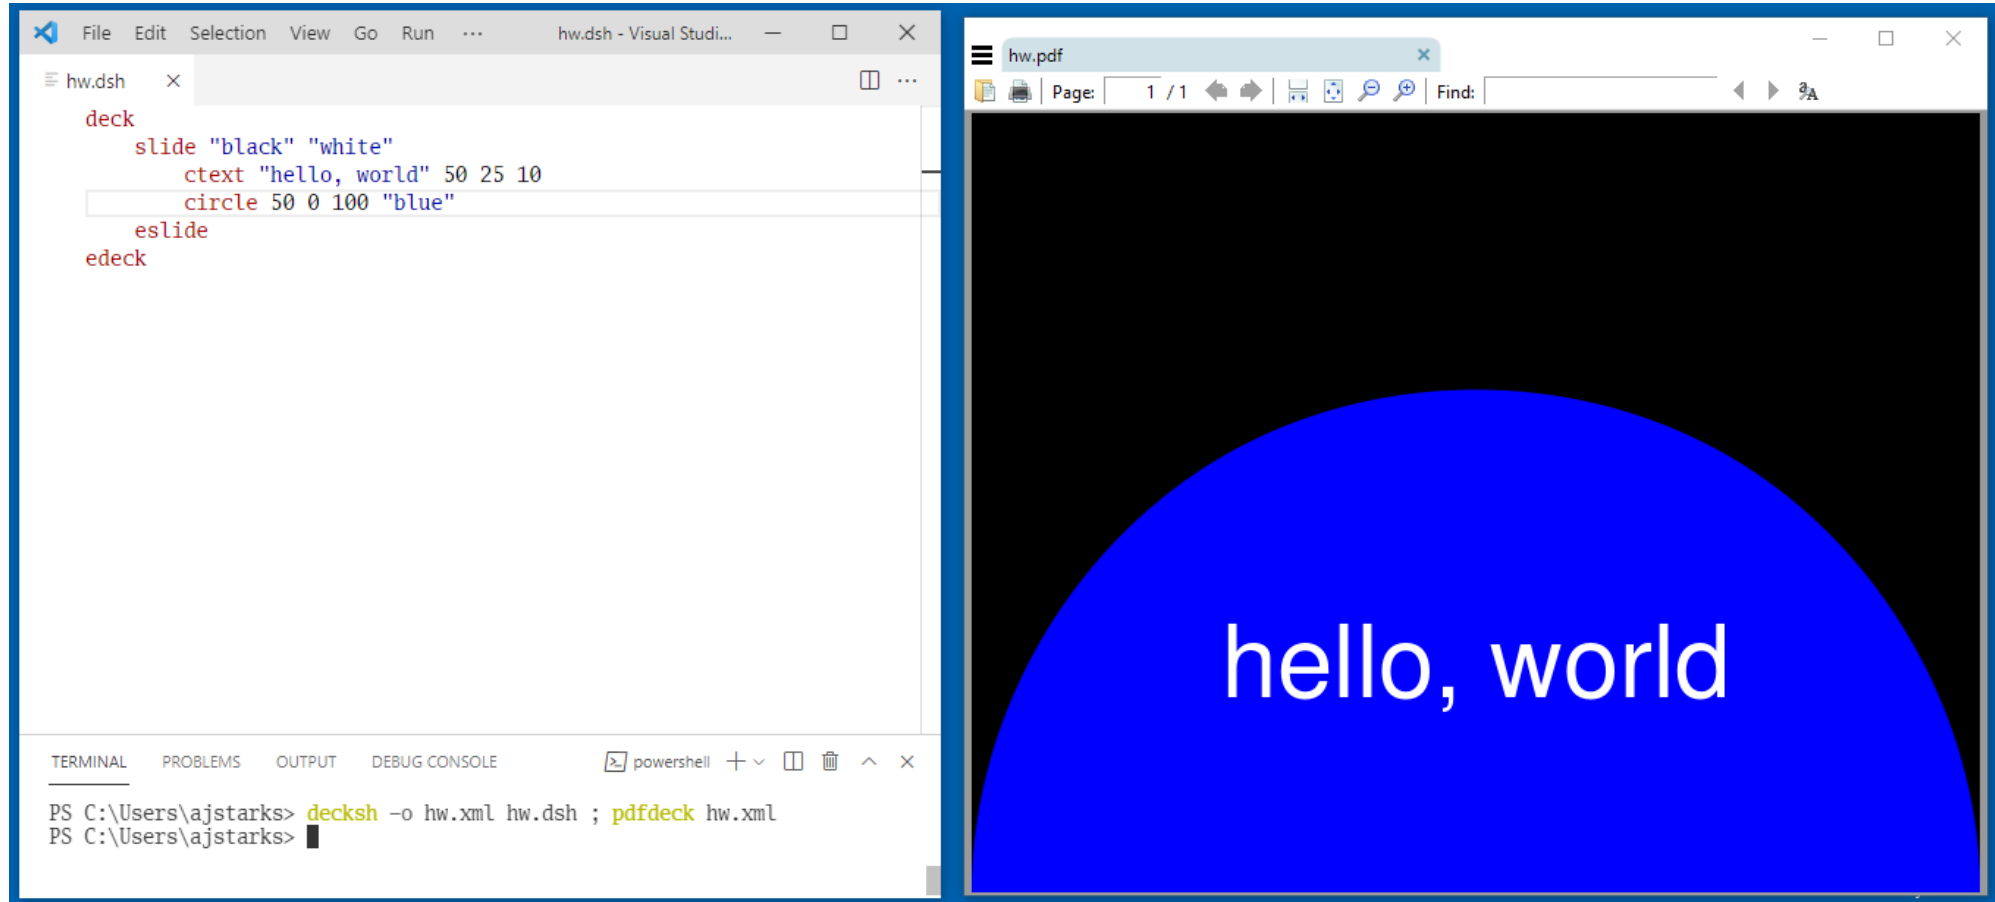 File Edit Selection View Go Run ··· hw.dsh - Visual Studi...
hw.dsh
deck
slide "black" "white"
ctext "hello, world" 50 25 10
circle 50 0 100 "blue"
eslide
edeck
TERMINAL PROBLEMS OUTPUT DEBUG CONSOLE powershell
PS C:\Users\ajstarks> decksh -o hw.xml hw.dsh ; pdfdeck hw.xml
PS C:\Users\ajstarks>
hw.pdf
Page: 1 / 1 Find:
hello, world